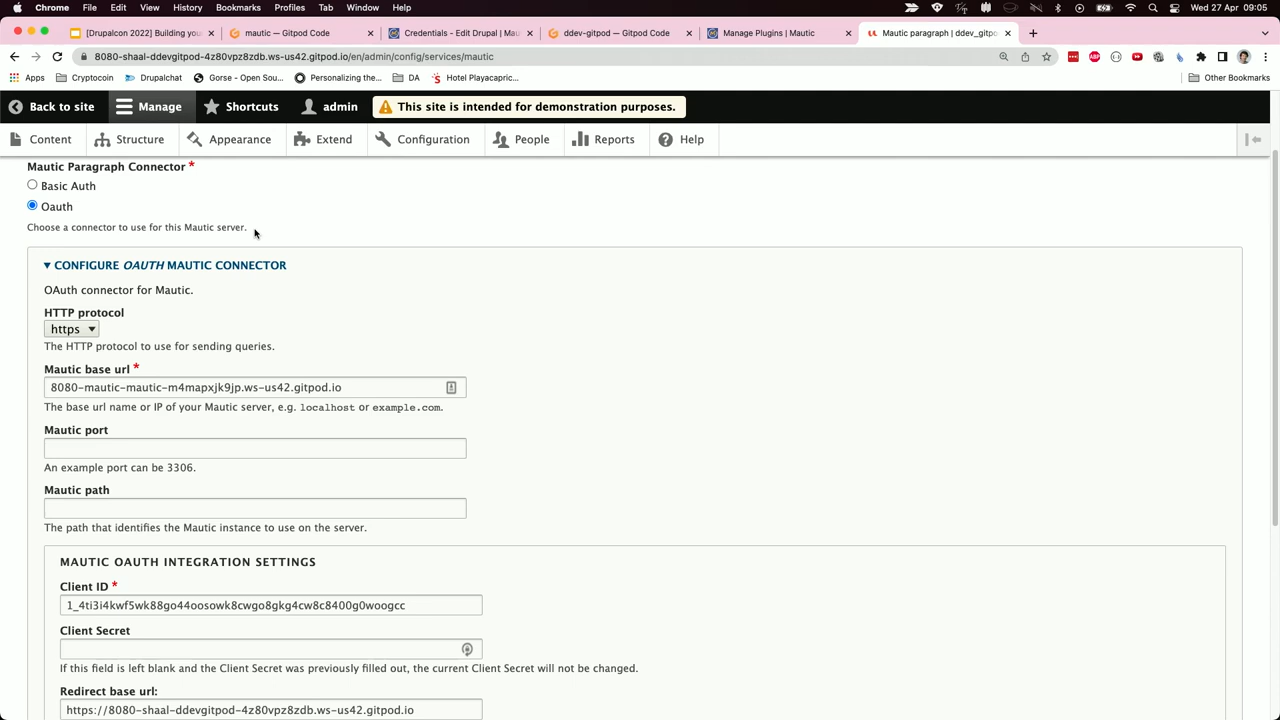 Chrome File Edit View History Bookmarks Profiles Tab Window Help Wed 27 Apr 09:05
[Drupalcon 2022] Building you
mautic — Gitpod Code
Credentials - Edit Drupal | Mau
ddev-gitpod — Gitpod Code
Manage Plugins | Mautic
Mautic paragraph | ddev_gitpo
8080-shaal-ddevgitpod-4z80vpz8zdb.ws-us42.gitpod.io/en/admin/config/services/mautic
Apps Cryptocoin Drupalchat Gorse - Open Sou... Personalizing the... DA Hotel Playacapric... Other Bookmarks
Back to site Manage Shortcuts admin This site is intended for demonstration purposes.
Content Structure Appearance Extend Configuration People Reports Help
Mautic Paragraph Connector *
Basic Auth
Oauth
Choose a connector to use for this Mautic server.
CONFIGURE OAUTH MAUTIC CONNECTOR
OAuth connector for Mautic.
HTTP protocol
https
The HTTP protocol to use for sending queries.
Mautic base url *
8080-mautic-mautic-m4mapxjk9jp.ws-us42.gitpod.io
The base url name or IP of your Mautic server, e.g. localhost or example.com.
Mautic port
An example port can be 3306.
Mautic path
The path that identifies the Mautic instance to use on the server.
MAUTIC OAUTH INTEGRATION SETTINGS
Client ID *
1_4ti3i4kwf5wk88go44oosowk8cwgo8gkg4cw8c8400g0woogcc
Client Secret
If this field is left blank and the Client Secret was previously filled out, the current Client Secret will not be changed.
Redirect base url:
https://8080-shaal-ddevgitpod-4z80vpz8zdb.ws-us42.gitpod.io